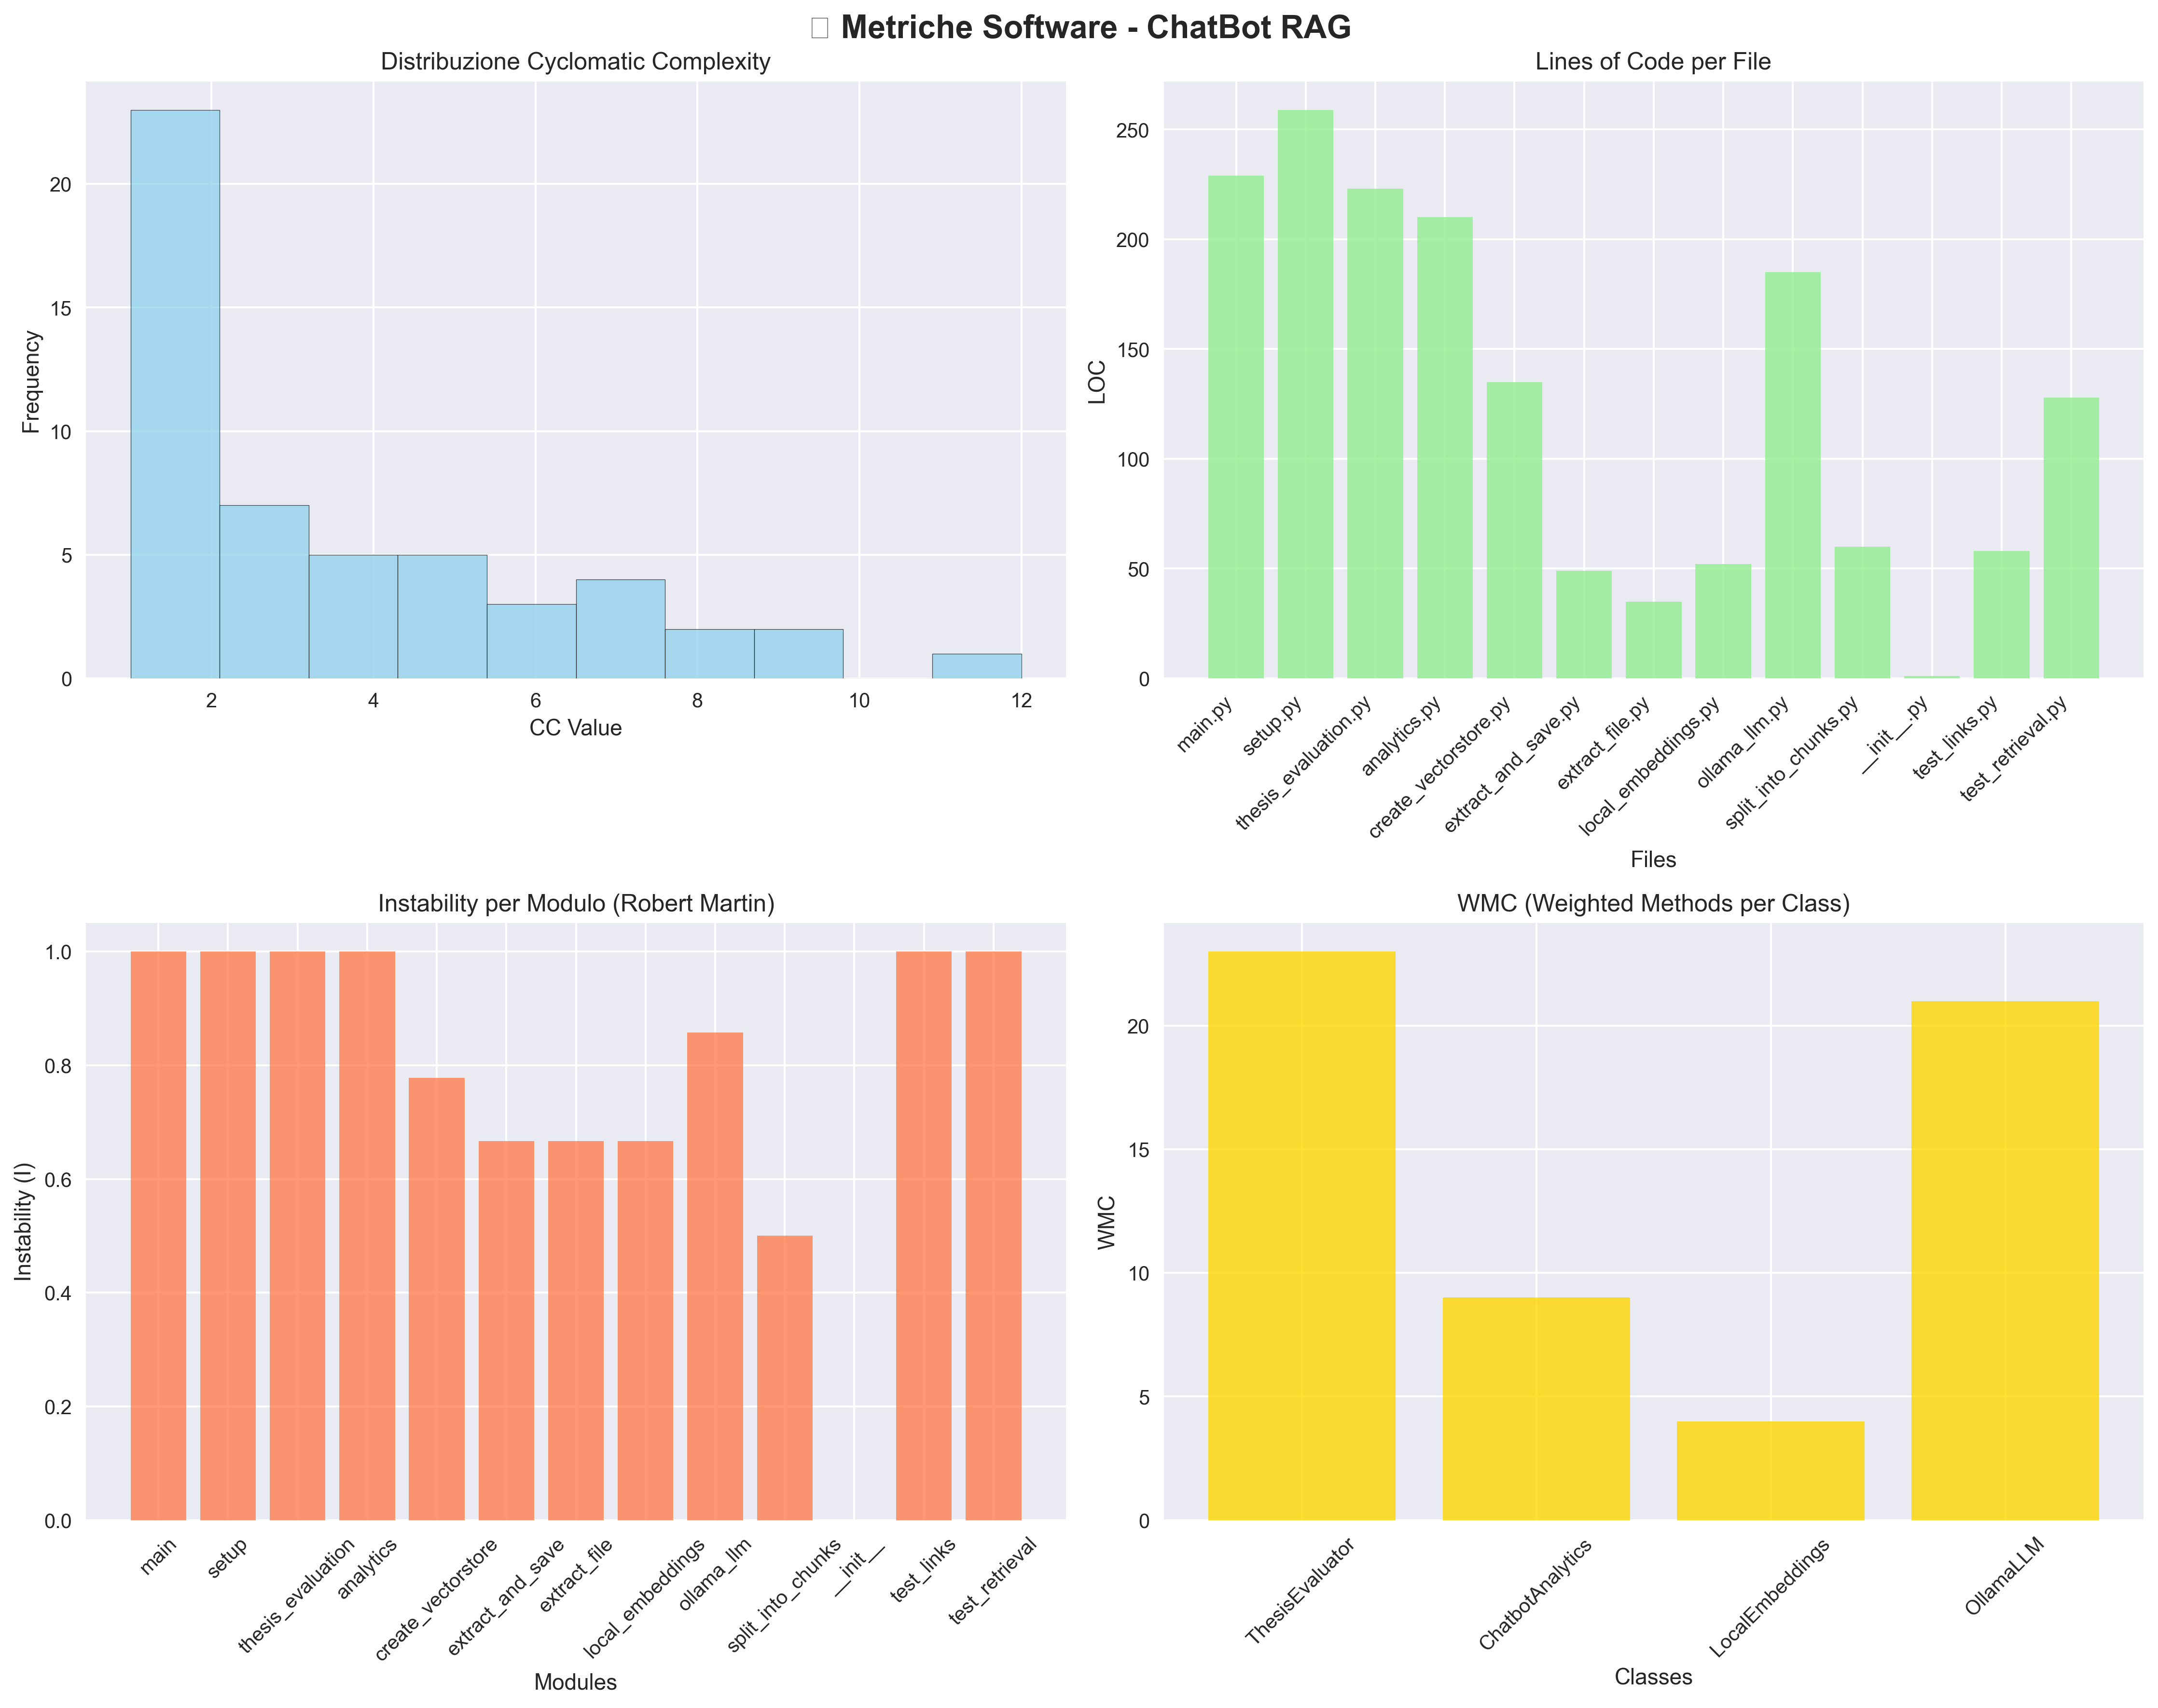 Metriche Software - ChatBot RAG
Distribuzione Cyclomatic Complexity
Frequency
20
15
10
5
0
2 4 6 8 10 12
CC Value
Lines of Code per File
LOC
250
200
150
100
50
0
main.py
setup.py
thesis_evaluation.py
analytics.py
create_vectorstore.py
extract_and_save.py
extract_file.py
local_embeddings.py
ollama_llm.py
split_into_chunks.py
__init__.py
test_links.py
test_retrieval.py
Files
Instability per Modulo (Robert Martin)
Instability (I)
1.0
0.8
0.6
0.4
0.2
0.0
main
setup
thesis_evaluation
analytics
create_vectorstore
extract_and_save
extract_file
local_embeddings
ollama_llm
split_into_chunks
__init__
test_links
test_retrieval
Modules
WMC (Weighted Methods per Class)
WMC
20
15
10
5
0
ThesisEvaluator
ChatbotAnalytics
LocalEmbeddings
OllamaLLM
Classes